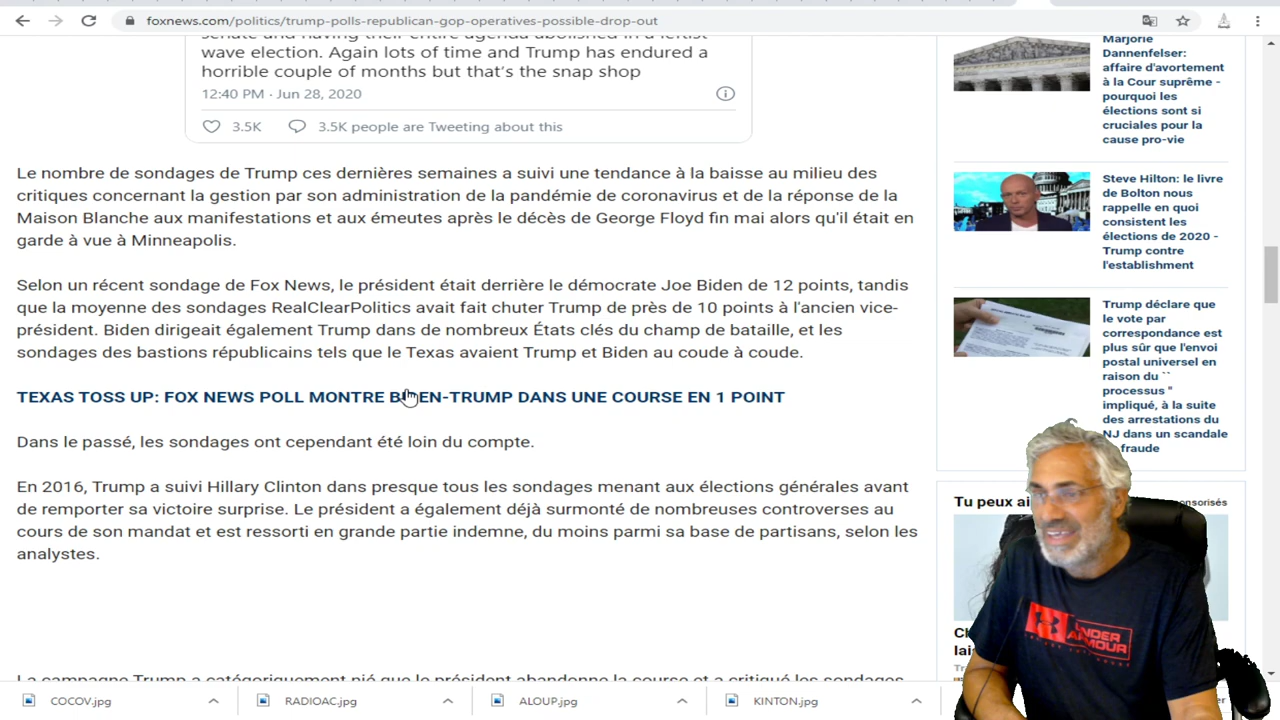 foxnews.com/politics/trump-polls-republican-gop-operatives-possible-drop-out
senate and having their entire agenda abolished in a leftist
wave election. Again lots of time and Trump has endured a
horrible couple of months but that's the snap shop
12:40 PM · Jun 28, 2020
3.5K 3.5K people are Tweeting about this
Le nombre de sondages de Trump ces dernières semaines a suivi une tendance à la baisse au milieu des
critiques concernant la gestion par son administration de la pandémie de coronavirus et de la réponse de la
Maison Blanche aux manifestations et aux émeutes après le décès de George Floyd fin mai alors qu'il était en
garde à vue à Minneapolis.
Selon un récent sondage de Fox News, le président était derrière le démocrate Joe Biden de 12 points, tandis
que la moyenne des sondages RealClearPolitics avait fait chuter Trump de près de 10 points à l'ancien vice-
président. Biden dirigeait également Trump dans de nombreux États clés du champ de bataille, et les
sondages des bastions républicains tels que le Texas avaient Trump et Biden au coude à coude.
TEXAS TOSS UP: FOX NEWS POLL MONTRE BIDEN-TRUMP DANS UNE COURSE EN 1 POINT
Dans le passé, les sondages ont cependant été loin du compte.
En 2016, Trump a suivi Hillary Clinton dans presque tous les sondages menant aux élections générales avant
de remporter sa victoire surprise. Le président a également déjà surmonté de nombreuses controverses au
cours de son mandat et est ressorti en grande partie indemne, du moins parmi sa base de partisans, selon les
analystes.
La campagne Trump a catégoriquement nié que le président abandonne la course et a critiqué les sondages
Marjorie
Dannenfelser:
affaire d'avortement
à la Cour suprême -
pourquoi les
élections sont si
cruciales pour la
cause pro-vie
Steve Hilton: le livre
de Bolton nous
rappelle en quoi
consistent les
élections de 2020 -
Trump contre
l'establishment
Trump déclare que
le vote par
correspondance est
plus sûr que l'envoi
postal universel en
raison du ``
processus "
impliqué, à la suite
des arrestations du
NJ dans un scandale
fraude
Tu peux ai
onsorisés
UNDER
ARMOUR
COCOV.jpg
RADIOAC.jpg
ALOUP.jpg
KINTON.jpg